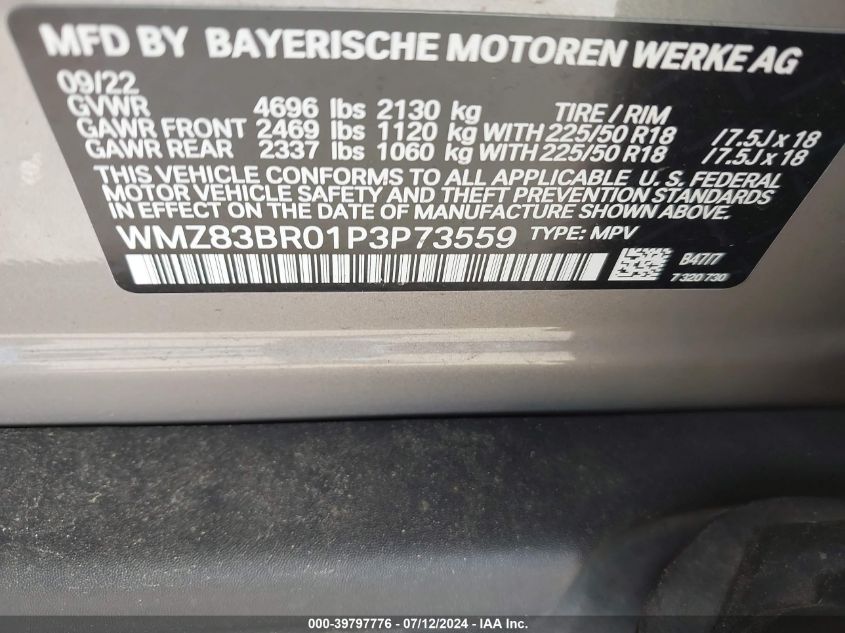 MFD BY BAYERISCHE MOTOREN WERKE AG
09/22
GVWR 4696 lbs 2130 kg TIRE / RIM
GAWR FRONT 2469 lbs 1120 kg WITH 225/50 R18 /7.5J x 18
GAWR REAR 2337 lbs 1060 kg WITH 225/50 R18 /7.5J x 18
THIS VEHICLE CONFORMS TO ALL APPLICABLE U. S. FEDERAL
MOTOR VEHICLE SAFETY AND THEFT PREVENTION STANDARDS
IN EFFECT ON THE DATE OF MANUFACTURE SHOWN ABOVE.
WMZ83BR01P3P73559 TYPE: MPV
B47/7
7 320 730
000-39797776 - 07/12/2024 - IAA Inc.